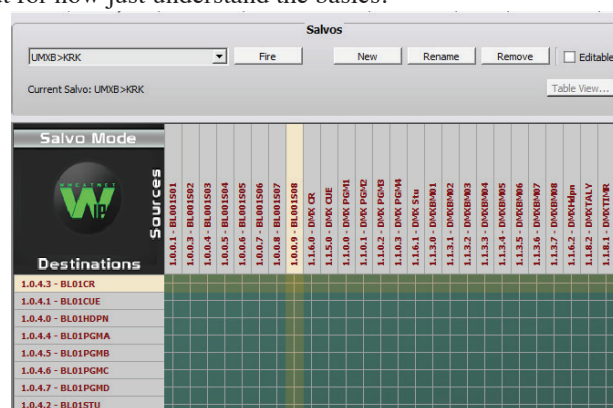 t for now just understand the basics:
Salvos
UMXB>KRK
Fire
New
Rename
Remove
Editable
Current Salvo: UMXB>KRK
Table View...
Salvo Mode
WHEATNET
IP
Sources
Destinations
1.0.0.1 - BL001S01
1.0.0.3 - BL001S02
1.0.0.4 - BL001S03
1.0.0.5 - BL001S04
1.0.0.6 - BL001S05
1.0.0.7 - BL001S06
1.0.0.8 - BL001S07
1.0.0.9 - BL001S08
1.1.6.0 - DMX CR
1.1.5.0 - DMX CUE
1.1.0.0 - DMX PGM1
1.1.0.1 - DMX PGM2
1.1.0.2 - DMX PGM3
1.1.0.3 - DMX PGM4
1.1.6.1 - DMX Stu
1.1.3.0 - DMXBM01
1.1.3.1 - DMXBM02
1.1.3.2 - DMXBM03
1.1.3.3 - DMXBM04
1.1.3.4 - DMXBM05
1.1.3.5 - DMXBM06
1.1.3.6 - DMXBM07
1.1.3.7 - DMXBM08
1.1.6.2 - DMXHdpn
1.1.8.2 - DMXTALY
1.1.8.1 - DMXTIMR
1.0.4.3 - BL01CR
1.0.4.1 - BL01CUE
1.0.4.0 - BL01HDPN
1.0.4.4 - BL01PGMA
1.0.4.5 - BL01PGMB
1.0.4.6 - BL01PGMC
1.0.4.7 - BL01PGMD
1.0.4.2 - BL01STU